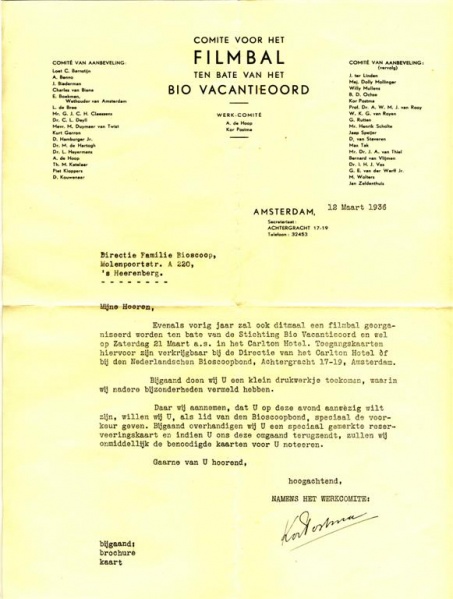 COMITE VOOR HET
FILMBAL
TEN BATE VAN HET
BIO VACANTIEOORD
WERK-COMITÉ
A. de Hoop
Kor Postma
COMITÉ VAN AANBEVELING:
Loet C. Barnstijn
A. Benno
J. Biederman
Charles van Biene
E. Boekman,
Wethouder van Amsterdam
L. de Bree
Mr. G. J. C. H. Claessens
Dr. C. L. Deyll
Henr. M. Duymaer van Twist
Kurt Gerron
D. Hamburger Jr.
Dr. M. de Hartogh
Dr. L. Heyermans
A. de Hoop
Th. M. Ketelaar
Piet Kloppers
D. Kouwenaar
COMITÉ VAN AANBEVELING:
(vervolg)
J. ter Linden
Mej. Dolly Mollinger
Willy Mullens
B. D. Ochse
Kor Postma
Prof. Dr. A. W. M. J. van Rooy
W. K. G. van Royen
G. Rutten
Mr. Henrik Scholte
Jaap Speijer
D. van Staveren
Max Tak
Mr. Dr. J. A. van Thiel
Bernard van Vlijmen
Dr. I. H. J. Vos
G. E. van der Werff Jr.
M. Wolters
Jan Zeldenthuis
AMSTERDAM, 12 Maart 1936
Secretariaat:
ACHTERGRACHT 17-19
Telefoon: 32453
Directie Familie Bioscoop,
Molenpoortstr. A 220,
's Heerenberg.
- - - - - - - -
Mijne Heeren,
Evenals vorig jaar zal ook ditmaal een filmbal georga-
niseerd worden ten bate van de Stichting Bio Vacantieoord en wel
op Zaterdag 21 Maart a.s. in het Carlton Hotel. Toegangskaarten
hiervoor zijn verkrijgbaar bij de Directie van het Carlton Hotel òf
bij den Nederlandschen Bioscoopbond, Achtergracht 17-19, Amsterdam.
Bijgaand doen wij U een klein drukwerkje toekomen, waarin
wij nadere bijzonderheden vermeld hebben.
Daar wij aannemen, dat U op deze avond aanwèzig wilt
zijn, willen wij U, als lid van den Bioscoopbond, speciaal de voor-
keur geven. Bijgaand overhandigen wij U een speciaal gemerkte reser-
veeringskaart en indien U ons deze omgaand terugzendt, zullen wij
onmiddellijk de benoodigde kaarten voor U noteeren.
Gaarne van U hoorend,
hoogachtend,
NAMENS HET WERKCOMITE:
Kor Postma
bijgaand:
brochure
kaart